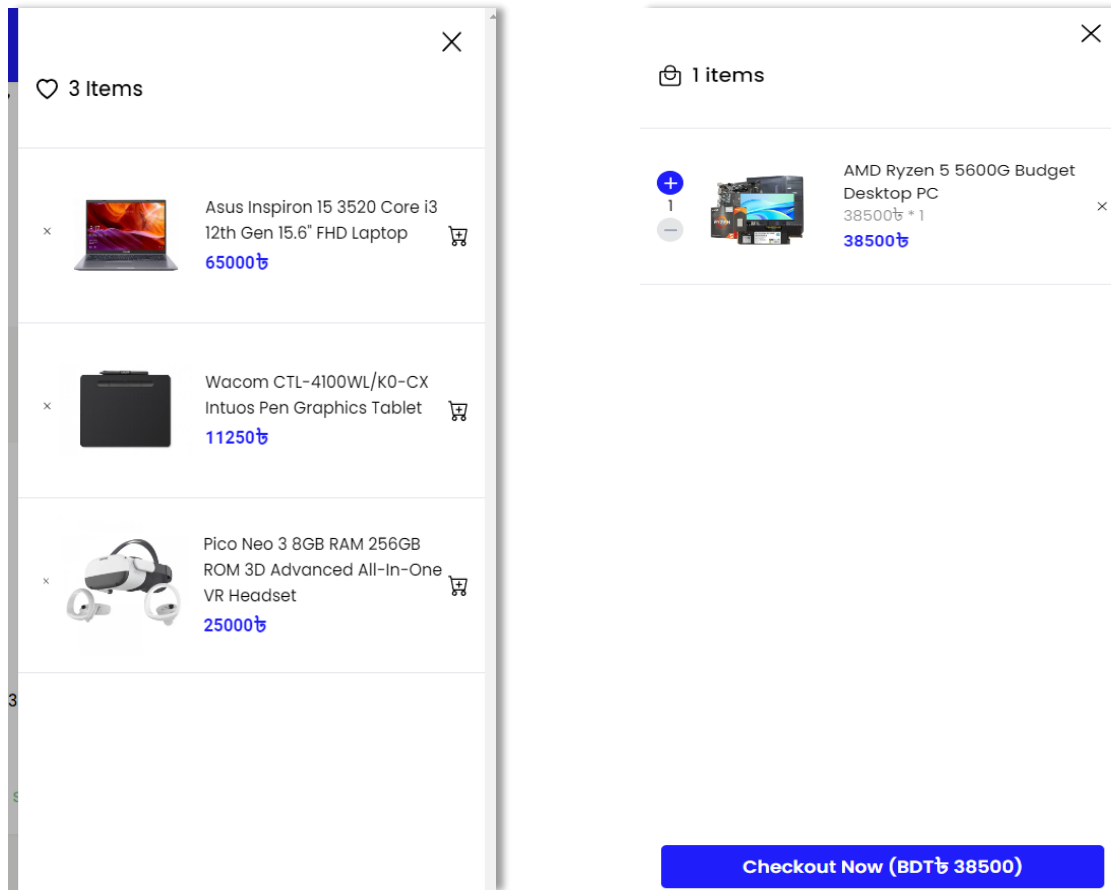 3 Items
Asus Inspiron 15 3520 Core i3
12th Gen 15.6" FHD Laptop
65000৳
Wacom CTL-4100WL/K0-CX
Intuos Pen Graphics Tablet
11250৳
Pico Neo 3 8GB RAM 256GB
ROM 3D Advanced All-In-One
VR Headset
25000৳
3
1 items
1
AMD Ryzen 5 5600G Budget
Desktop PC
38500৳ * 1
38500৳
Checkout Now (BDT৳ 38500)